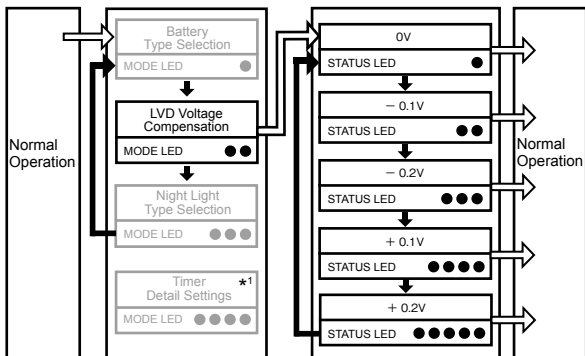 Normal
Operation
Battery
Type Selection
MODE LED
LVD Voltage
Compensation
MODE LED
Night Light
Type Selection
MODE LED
Timer *1
Detail Settings
MODE LED
0V
STATUS LED
− 0.1V
STATUS LED
− 0.2V
STATUS LED
+ 0.1V
STATUS LED
+ 0.2V
STATUS LED
Normal
Operation